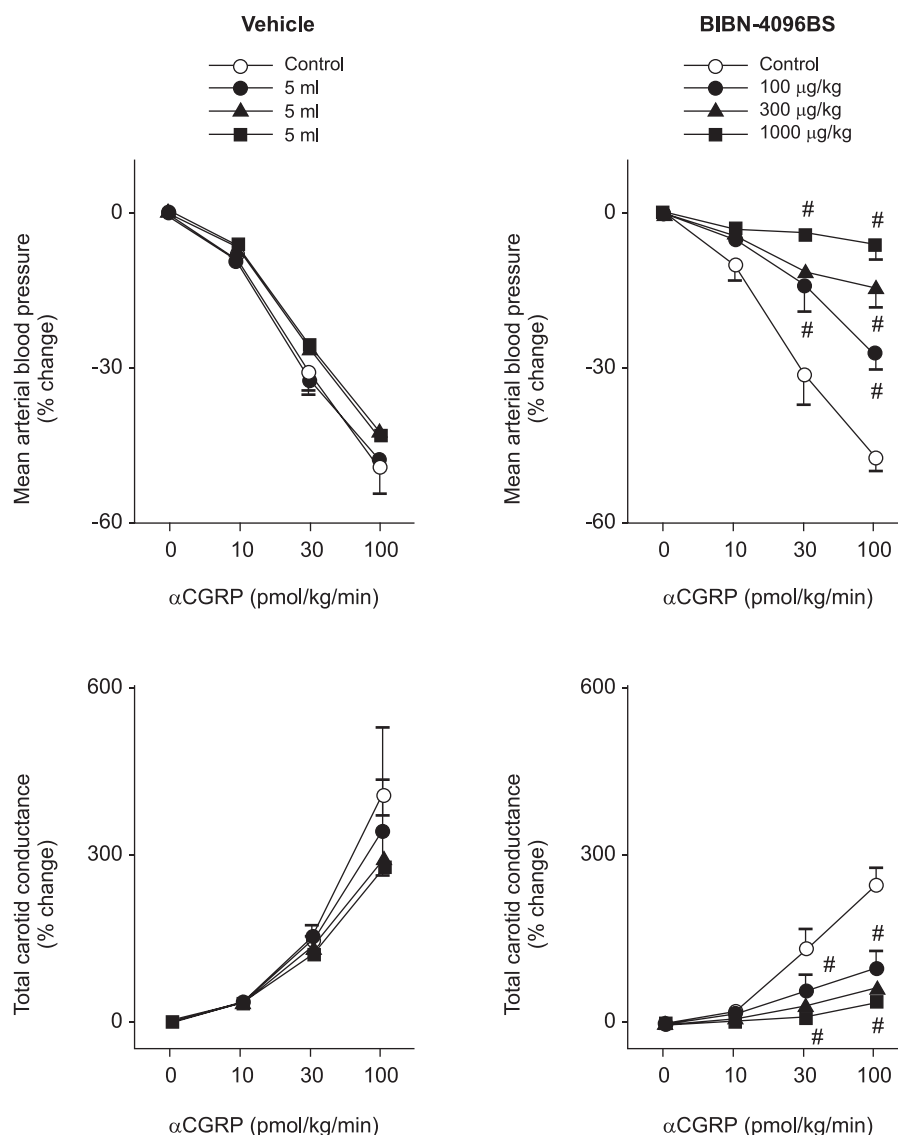 Vehicle
Control
5 ml
5 ml
5 ml
BIBN-4096BS
Control
100 μg/kg
300 μg/kg
1000 μg/kg
Mean arterial blood pressure
(% change)
0
-30
-60
0 10 30 100
αCGRP (pmol/kg/min)
Mean arterial blood pressure
(% change)
0
-30
-60
# #
# #
#
0 10 30 100
αCGRP (pmol/kg/min)
Total carotid conductance
(% change)
600
300
0
0 10 30 100
αCGRP (pmol/kg/min)
Total carotid conductance
(% change)
600
300
0
#
#
# #
0 10 30 100
αCGRP (pmol/kg/min)